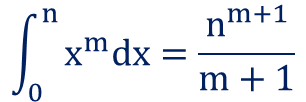 ∫₀ⁿ xᵐdx = nᵐ⁺¹/(m + 1)